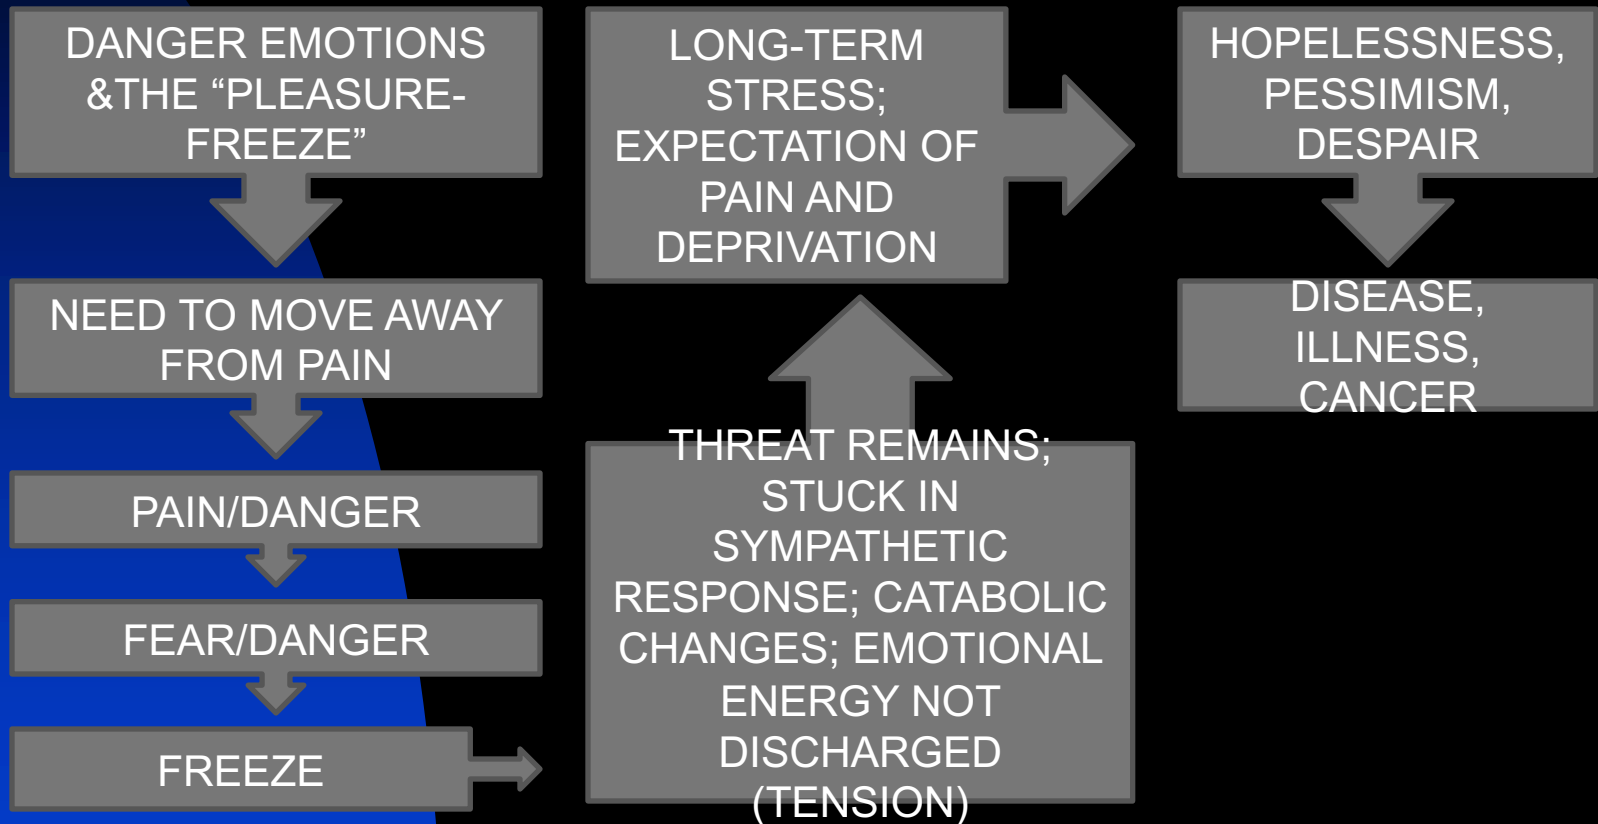 DANGER EMOTIONS
&THE “PLEASURE-
FREEZE”
NEED TO MOVE AWAY
FROM PAIN
PAIN/DANGER
FEAR/DANGER
FREEZE
THREAT REMAINS;
STUCK IN
SYMPATHETIC
RESPONSE; CATABOLIC
CHANGES; EMOTIONAL
ENERGY NOT
DISCHARGED
(TENSION)
LONG-TERM
STRESS;
EXPECTATION OF
PAIN AND
DEPRIVATION
HOPELESSNESS,
PESSIMISM,
DESPAIR
DISEASE,
ILLNESS,
CANCER